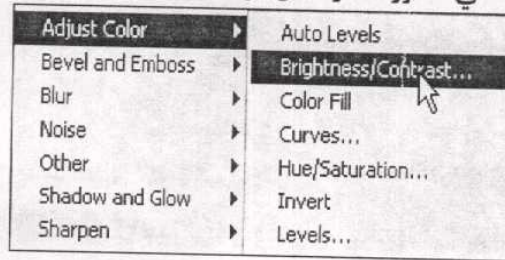 Adjust Color
Bevel and Emboss
Blur
Noise
Other
Shadow and Glow
Sharpen
Auto Levels
Brightness/Contrast...
Color Fill
Curves...
Hue/Saturation...
Invert
Levels...